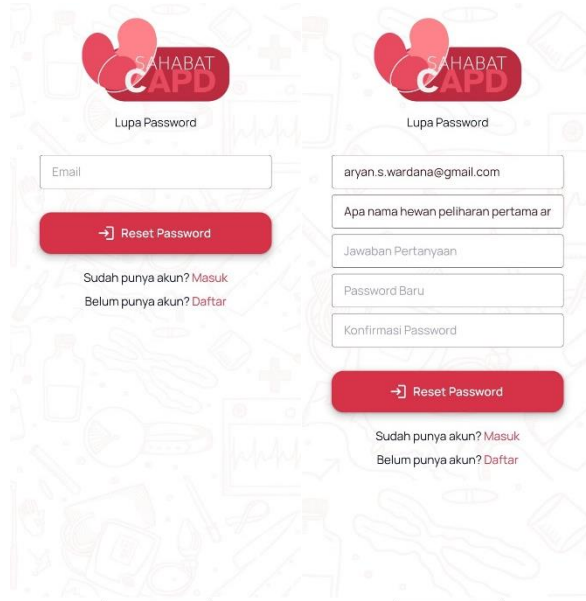 SAHABAT
CAPD
Lupa Password
Email
Reset Password
Sudah punya akun? Masuk
Belum punya akun? Daftar
SAHABAT
CAPD
Lupa Password
aryan.s.wardana@gmail.com
Apa nama hewan peliharan pertama ar
Jawaban Pertanyaan
Password Baru
Konfirmasi Password
Reset Password
Sudah punya akun? Masuk
Belum punya akun? Daftar